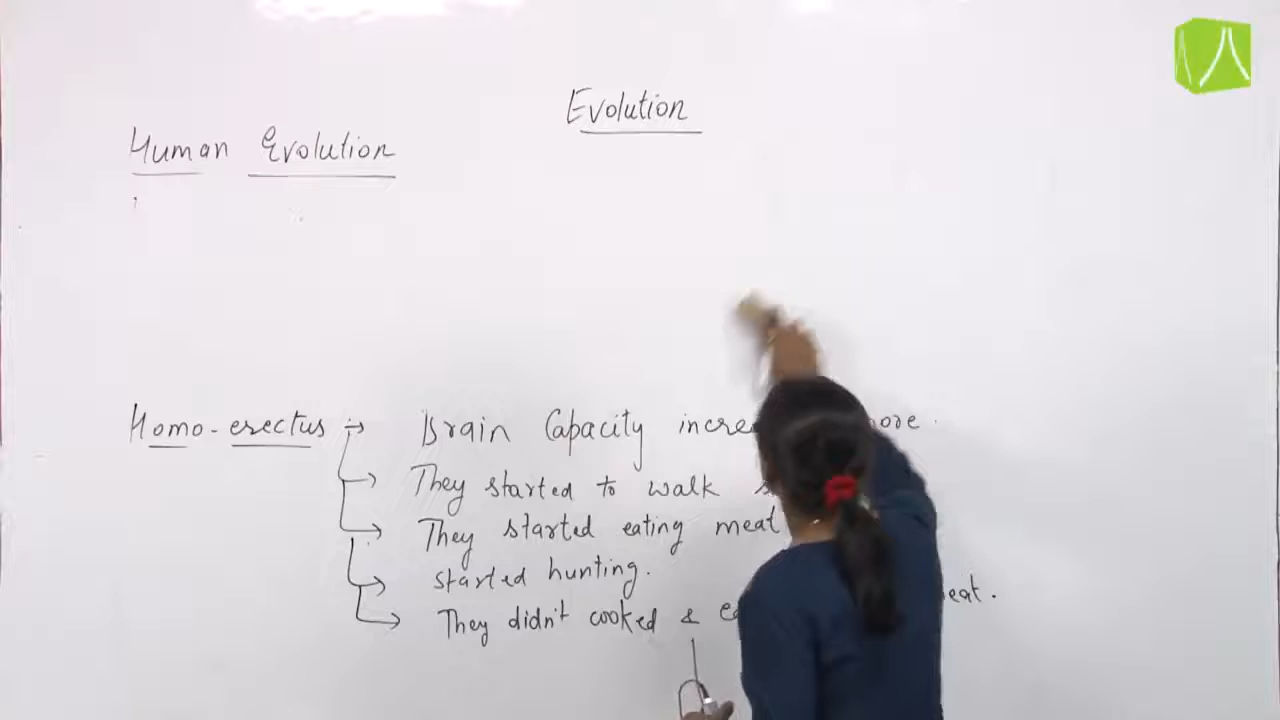 Evolution
Human Evolution
Homo-erectus → Brain Capacity
They started to walk
They started eating meat
started hunting.
They didn't cooked &